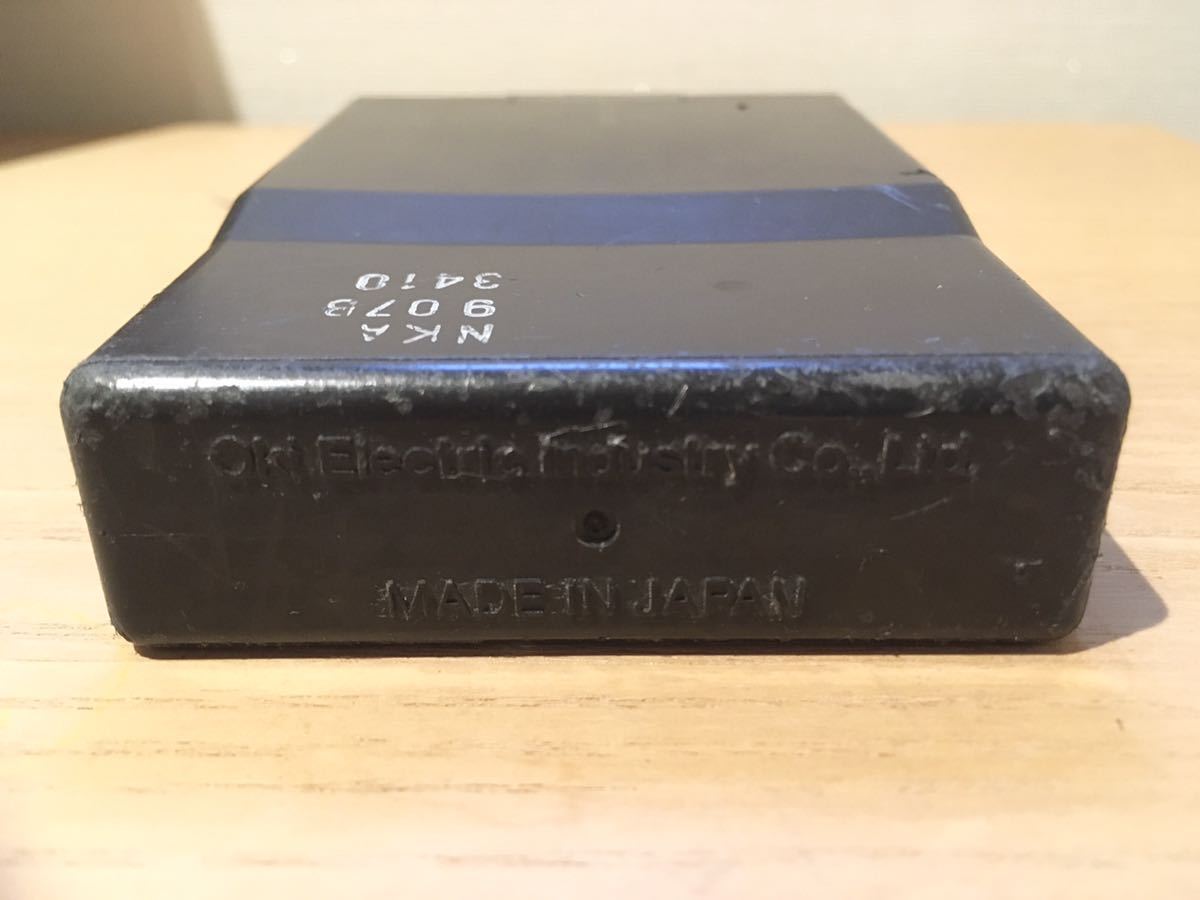 NKA
907B
3410
Oki Electric Industry Co., Ltd.
MADE IN JAPAN